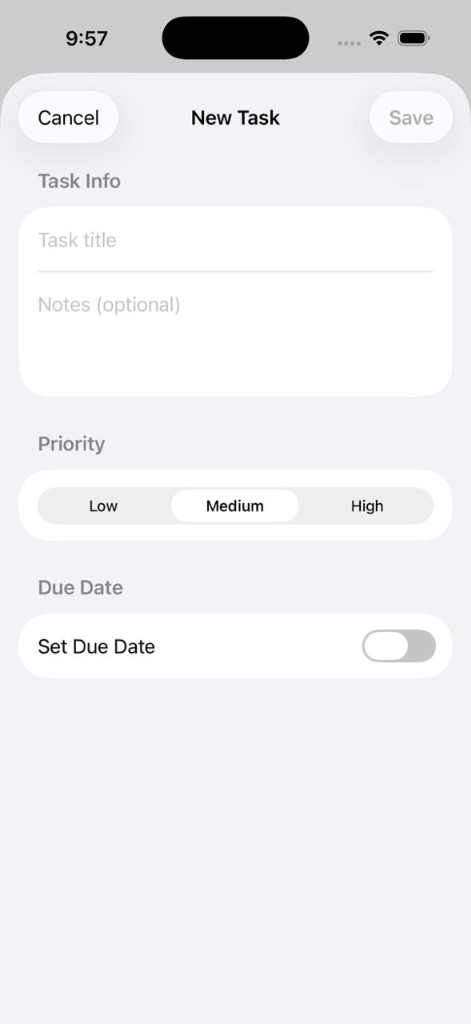 9:57
Cancel New Task Save
Task Info
Task title
Notes (optional)
Priority
Low Medium High
Due Date
Set Due Date